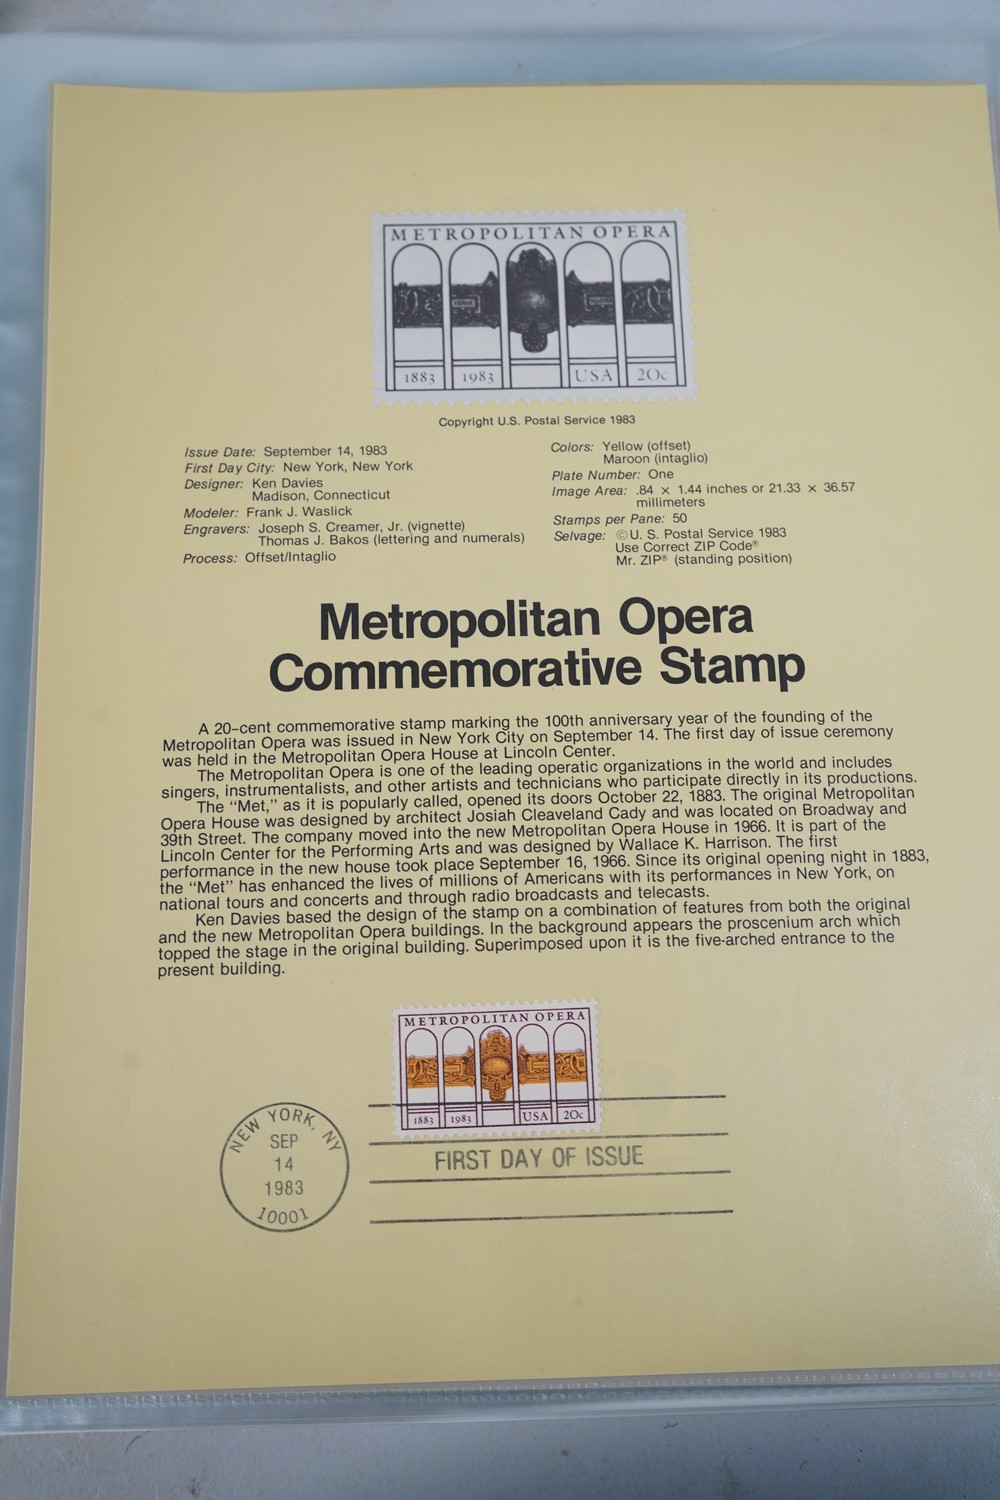 METROPOLITAN OPERA
1883 1983 USA 20c
Copyright U.S. Postal Service 1983
Issue Date: September 14, 1983
First Day City: New York, New York
Designer: Ken Davies
Madison, Connecticut
Modeler: Frank J. Waslick
Engravers: Joseph S. Creamer, Jr. (vignette)
Thomas J. Bakos (lettering and numerals)
Process: Offset/Intaglio
Colors: Yellow (offset)
Maroon (intaglio)
Plate Number: One
Image Area: .84 × 1.44 inches or 21.33 × 36.57
millimeters
Stamps per Pane: 50
Selvage: ©U. S. Postal Service 1983
Use Correct ZIP Code®
Mr. ZIP® (standing position)
Metropolitan Opera
Commemorative Stamp
A 20-cent commemorative stamp marking the 100th anniversary year of the founding of the
Metropolitan Opera was issued in New York City on September 14. The first day of issue ceremony
was held in the Metropolitan Opera House at Lincoln Center.
The Metropolitan Opera is one of the leading operatic organizations in the world and includes
singers, instrumentalists, and other artists and technicians who participate directly in its productions.
The "Met," as it is popularly called, opened its doors October 22, 1883. The original Metropolitan
Opera House was designed by architect Josiah Cleaveland Cady and was located on Broadway and
39th Street. The company moved into the new Metropolitan Opera House in 1966. It is part of the
Lincoln Center for the Performing Arts and was designed by Wallace K. Harrison. The first
performance in the new house took place September 16, 1966. Since its original opening night in 1883,
the "Met" has enhanced the lives of millions of Americans with its performances in New York, on
national tours and concerts and through radio broadcasts and telecasts.
Ken Davies based the design of the stamp on a combination of features from both the original
and the new Metropolitan Opera buildings. In the background appears the proscenium arch which
topped the stage in the original building. Superimposed upon it is the five-arched entrance to the
present building.
METROPOLITAN OPERA
1883 1983 USA 20c
NEW YORK, NY
SEP
14
1983
10001
FIRST DAY OF ISSUE